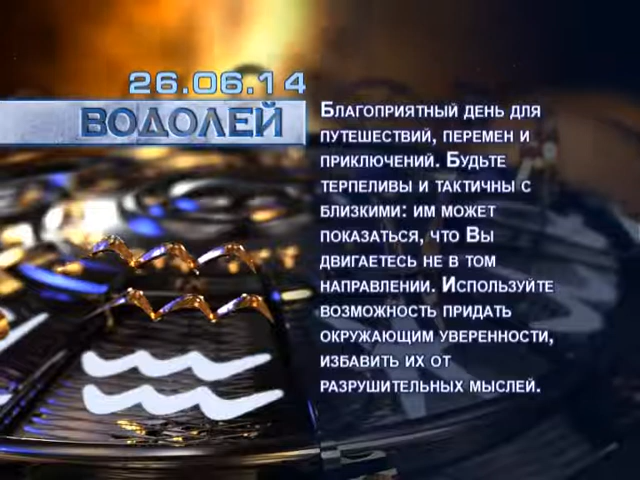 26.06.14
ВОДОЛЕЙ
Благоприятный день для
путешествий, перемен и
приключений. Будьте
терпеливы и тактичны с
близкими: им может
показаться, что Вы
двигаетесь не в том
направлении. Используйте
возможность придать
окружающим уверенности,
избавить их от
разрушительных мыслей.